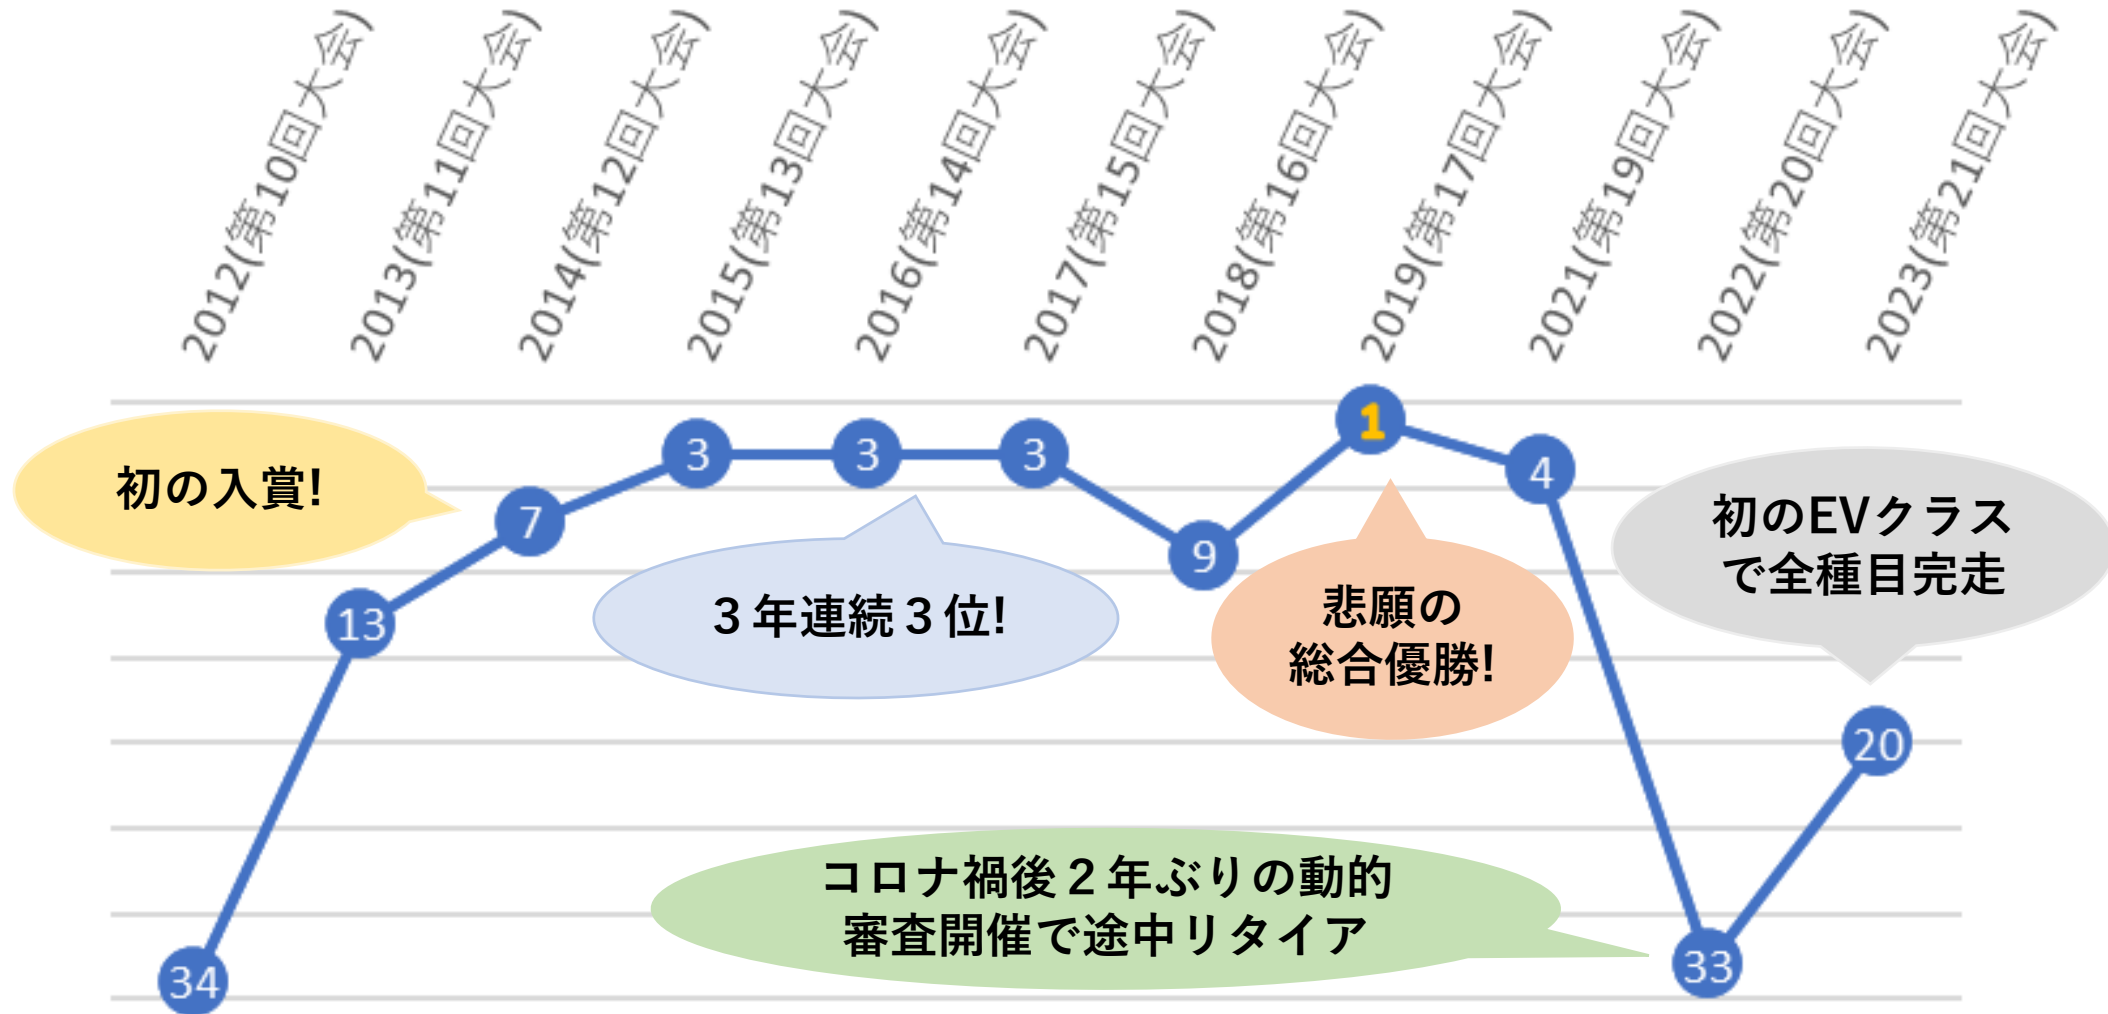 2012(第10回大会)
2013(第11回大会)
2014(第12回大会)
2015(第13回大会)
2016(第14回大会)
2017(第15回大会)
2018(第16回大会)
2019(第17回大会)
2021(第19回大会)
2022(第20回大会)
2023(第21回大会)
初の入賞!
３年連続３位!
悲願の
総合優勝!
初のEVクラス
で全種目完走
コロナ禍後２年ぶりの動的
審査開催で途中リタイア
34
13
7
3
3
3
9
1
4
33
20